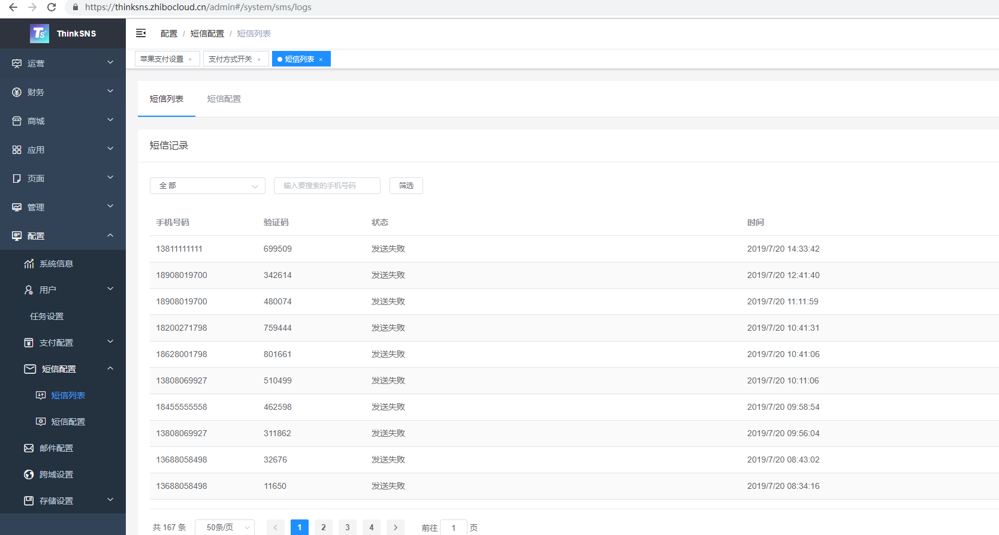 https://thinksns.zhibocloud.cn/admin#/system/sms/logs
ThinkSNS
配置 / 短信配置 / 短信列表
苹果支付设置 × 支付方式开关 × 短信列表 ×
运营
财务
商城
应用
页面
管理
配置
系统信息
用户
任务设置
支付配置
短信配置
短信列表
短信配置
邮件配置
跨域设置
存储设置
短信列表 短信配置
短信记录
全部 输入要搜索的手机号码 筛选
手机号码 验证码 状态 时间
13811111111 699509 发送失败 2019/7/20 14:33:42
18908019700 342614 发送失败 2019/7/20 12:41:40
18908019700 480074 发送失败 2019/7/20 11:11:59
18200271798 759444 发送失败 2019/7/20 10:41:31
18628001798 801661 发送失败 2019/7/20 10:41:06
13808069927 510499 发送失败 2019/7/20 10:11:06
18455555558 462598 发送失败 2019/7/20 09:58:54
13808069927 311862 发送失败 2019/7/20 09:56:04
13688058498 32676 发送失败 2019/7/20 08:43:02
13688058498 11650 发送失败 2019/7/20 08:34:16
共 167 条 50条/页 < 1 2 3 4 > 前往 1 页